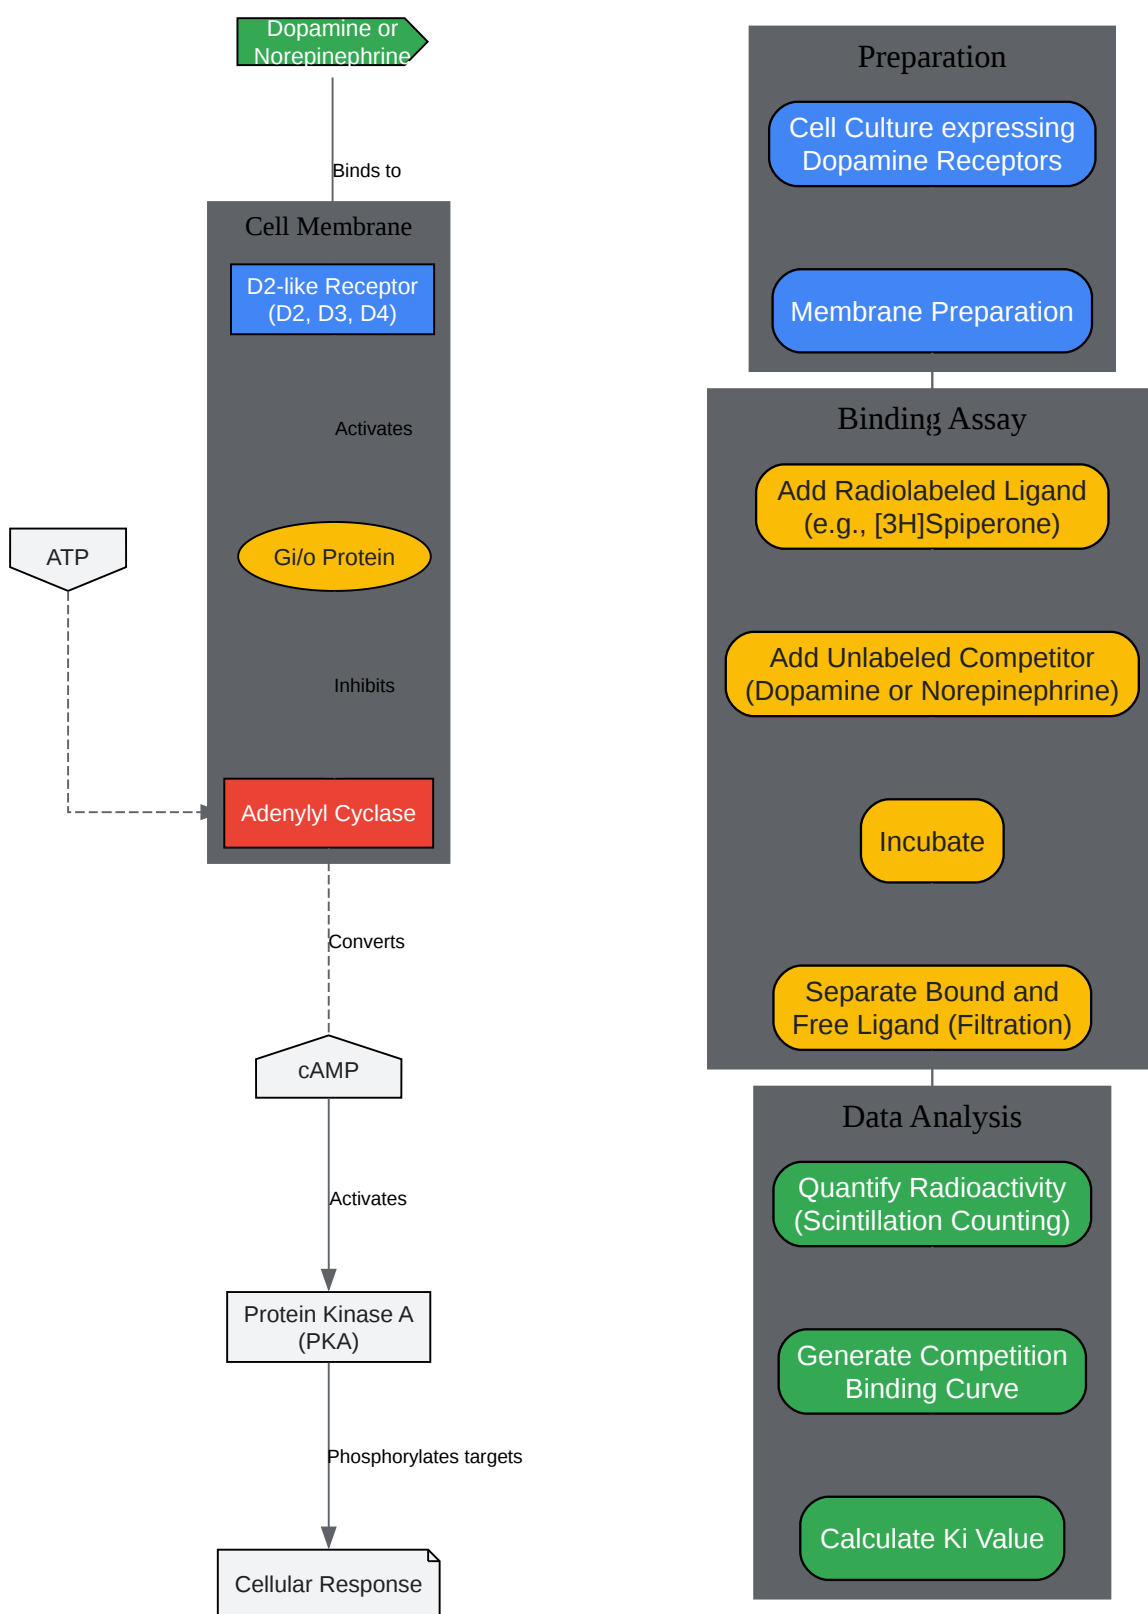 Dopamine or
Norepinephrine
Binds to
Cell Membrane
D2-like Receptor
(D2, D3, D4)
Activates
ATP
Gi/o Protein
Inhibits
Adenylyl Cyclase
Converts
cAMP
Activates
Protein Kinase A
(PKA)
Phosphorylates targets
Cellular Response
Preparation
Cell Culture expressing
Dopamine Receptors
Membrane Preparation
Binding Assay
Add Radiolabeled Ligand
(e.g., [3H]Spiperone)
Add Unlabeled Competitor
(Dopamine or Norepinephrine)
Incubate
Separate Bound and
Free Ligand (Filtration)
Data Analysis
Quantify Radioactivity
(Scintillation Counting)
Generate Competition
Binding Curve
Calculate Ki Value